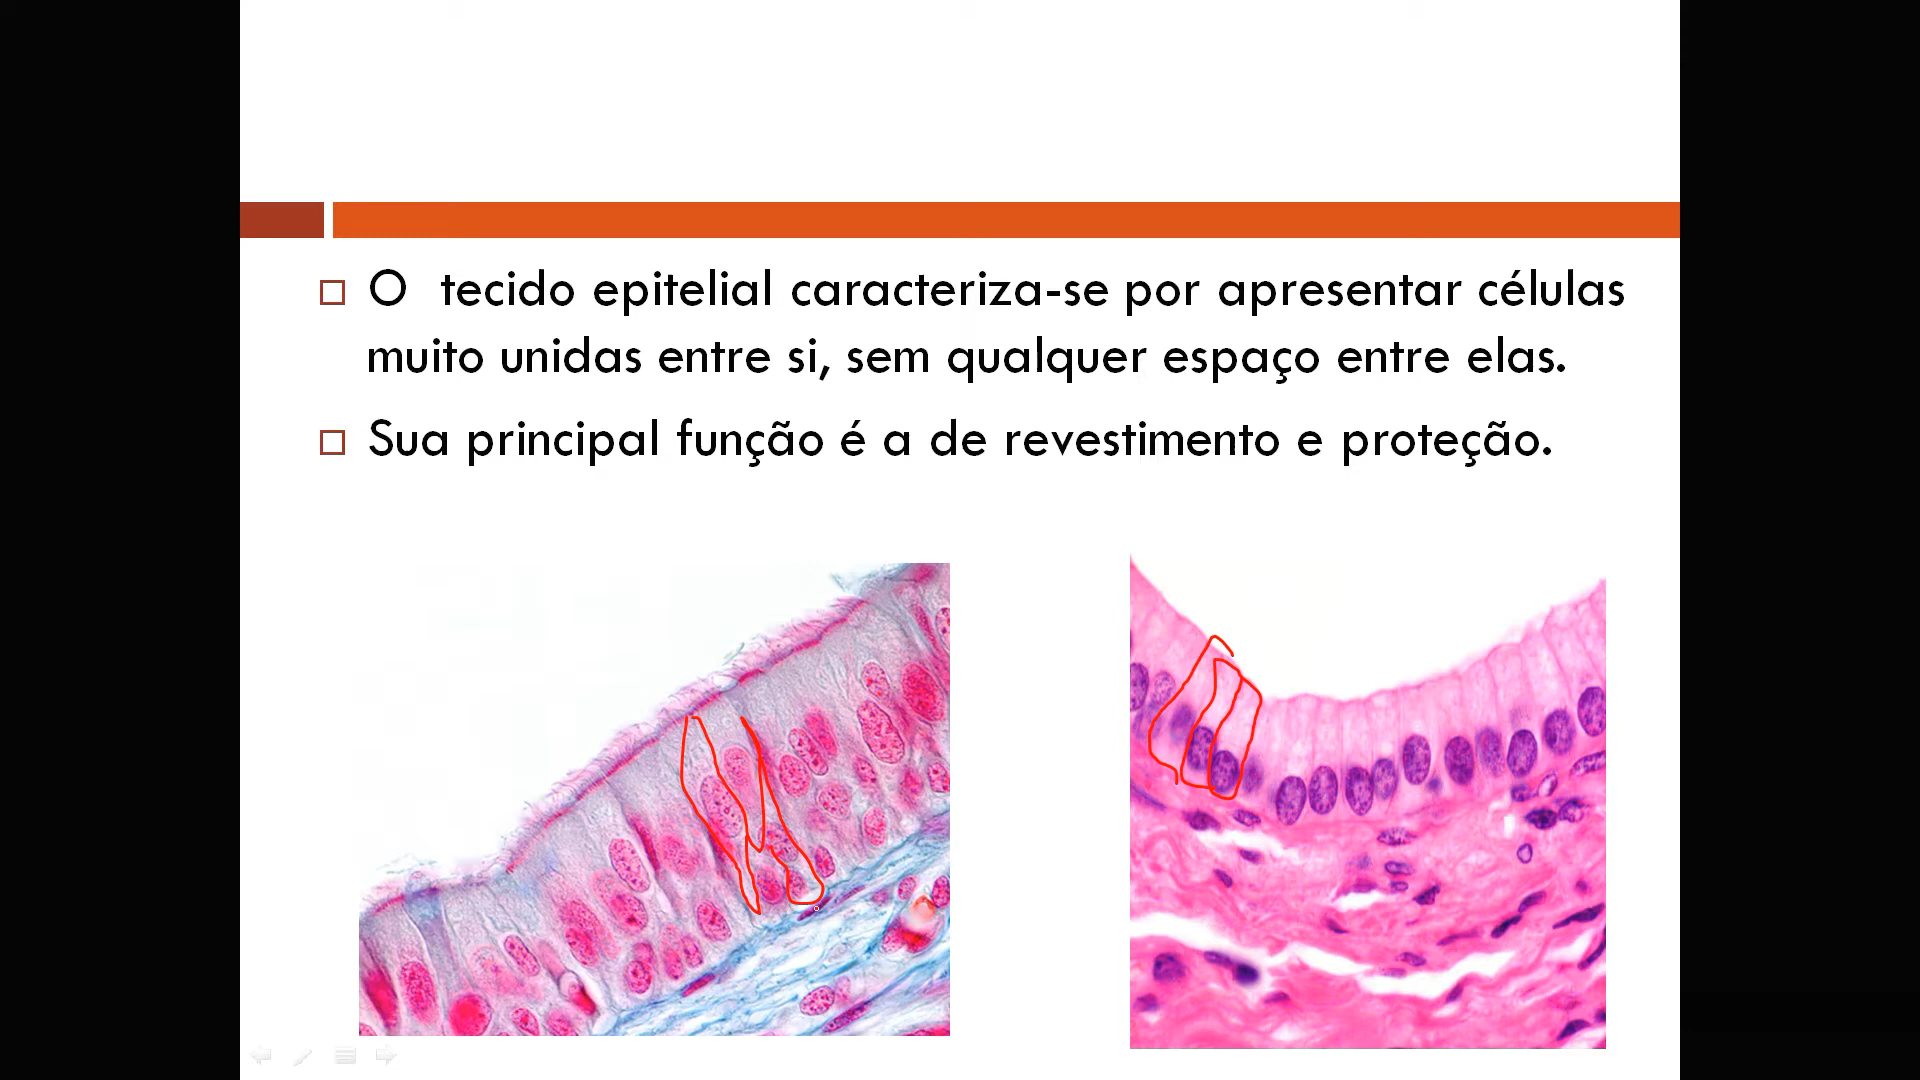 O tecido epitelial caracteriza-se por apresentar células
muito unidas entre si, sem qualquer espaço entre elas.
Sua principal função é a de revestimento e proteção.